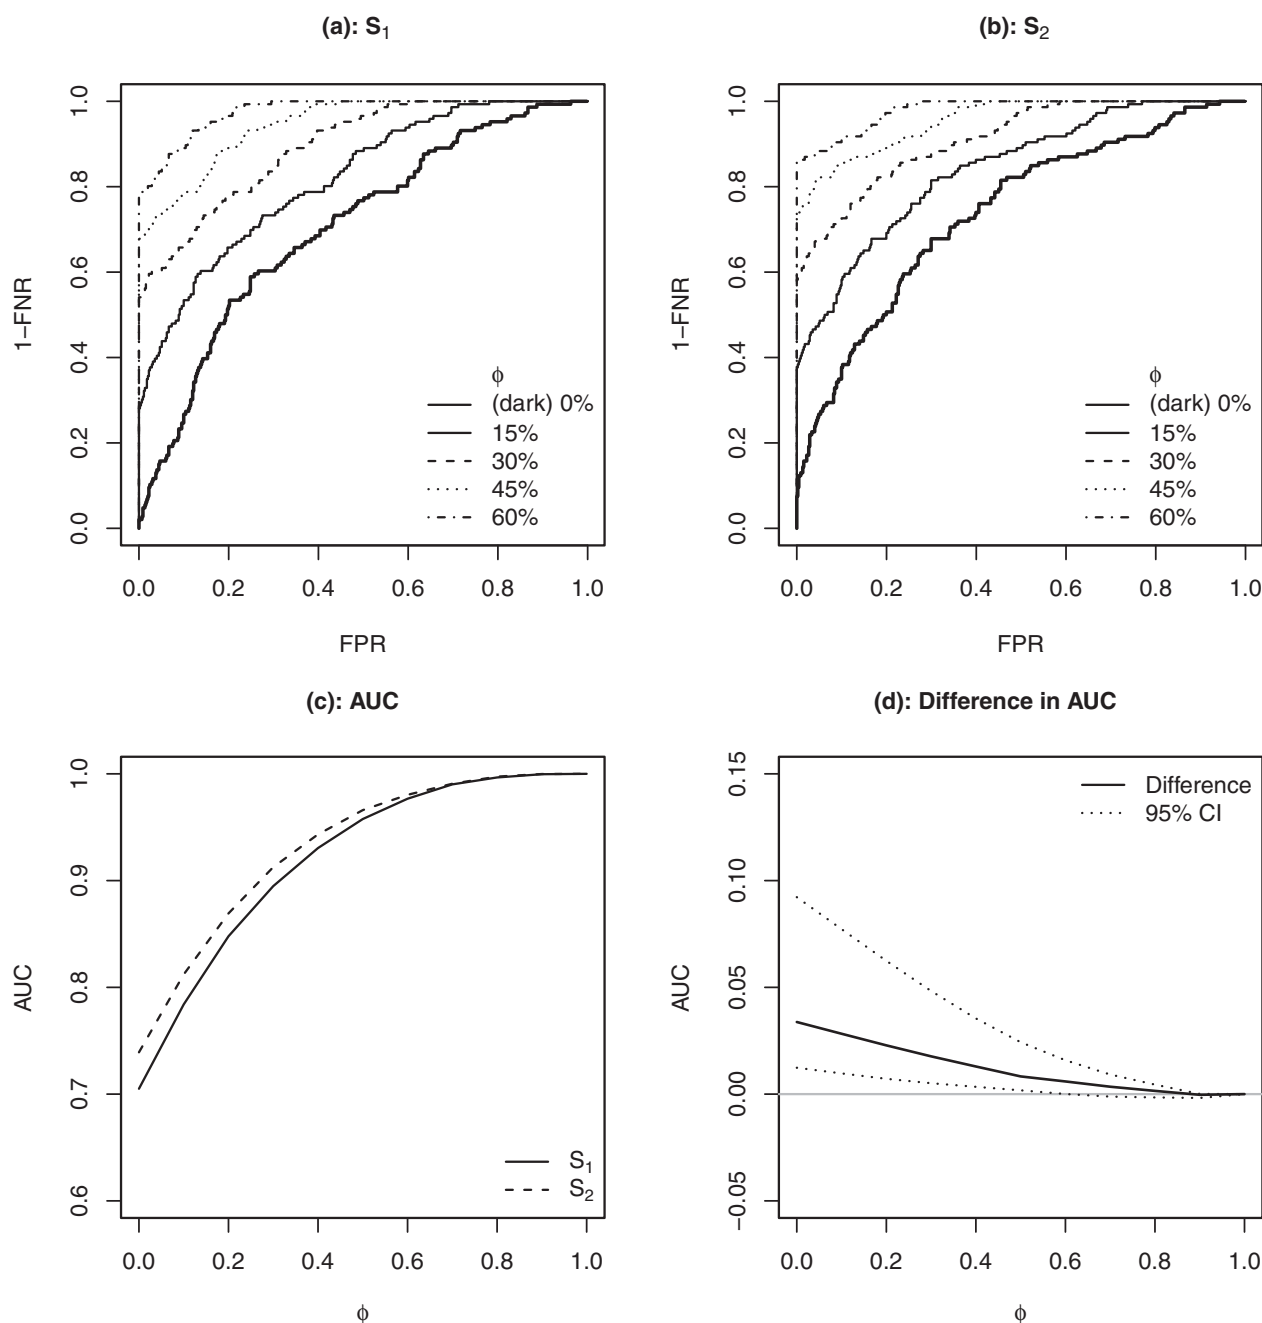 (a): S1
1.0
0.8
0.6
0.4
0.2
0.0
1−FNR
ϕ
(dark) 0%
15%
30%
45%
60%
0.0 0.2 0.4 0.6 0.8 1.0
FPR
(b): S2
1.0
0.8
0.6
0.4
0.2
0.0
1−FNR
ϕ
(dark) 0%
15%
30%
45%
60%
0.0 0.2 0.4 0.6 0.8 1.0
FPR
(c): AUC
1.0
0.9
0.8
0.7
0.6
AUC
S1
S2
0.0 0.2 0.4 0.6 0.8 1.0
ϕ
(d): Difference in AUC
0.15
0.10
0.05
0.00
−0.05
AUC
Difference
95% CI
0.0 0.2 0.4 0.6 0.8 1.0
ϕ